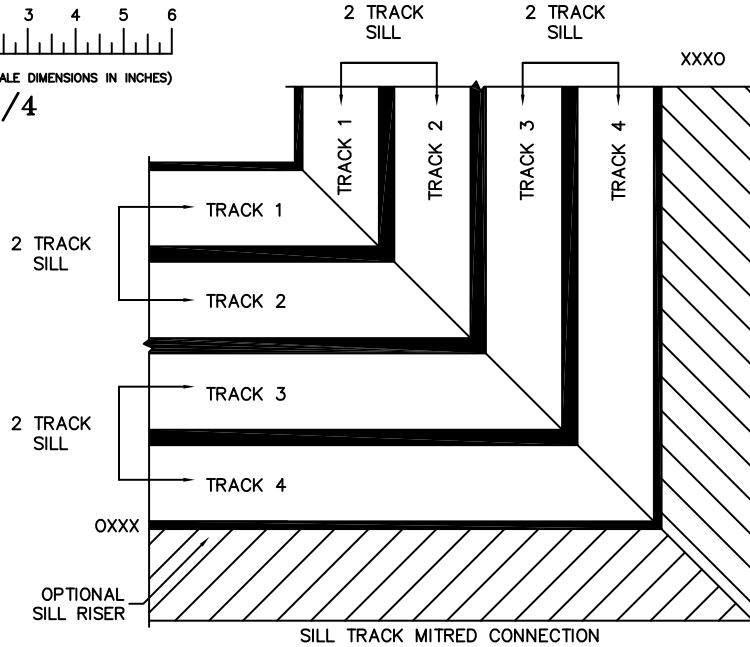 3 4 5 6
2 TRACK
SILL
2 TRACK
SILL
XXXO
ALE DIMENSIONS IN INCHES)
/4
TRACK 1
TRACK 2
TRACK 3
TRACK 4
TRACK 1
2 TRACK
SILL
TRACK 2
TRACK 3
2 TRACK
SILL
TRACK 4
OXXX
OPTIONAL
SILL RISER
SILL TRACK MITRED CONNECTION